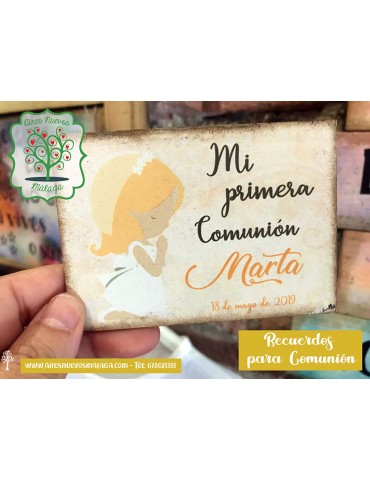 Aires Nuevos
Málaga
Mi
primera
Comunión
Marta
18 de mayo de 2019
Recuerdos
para Comunión
www.airesnuevosmalaga.com - Tel: 678021381